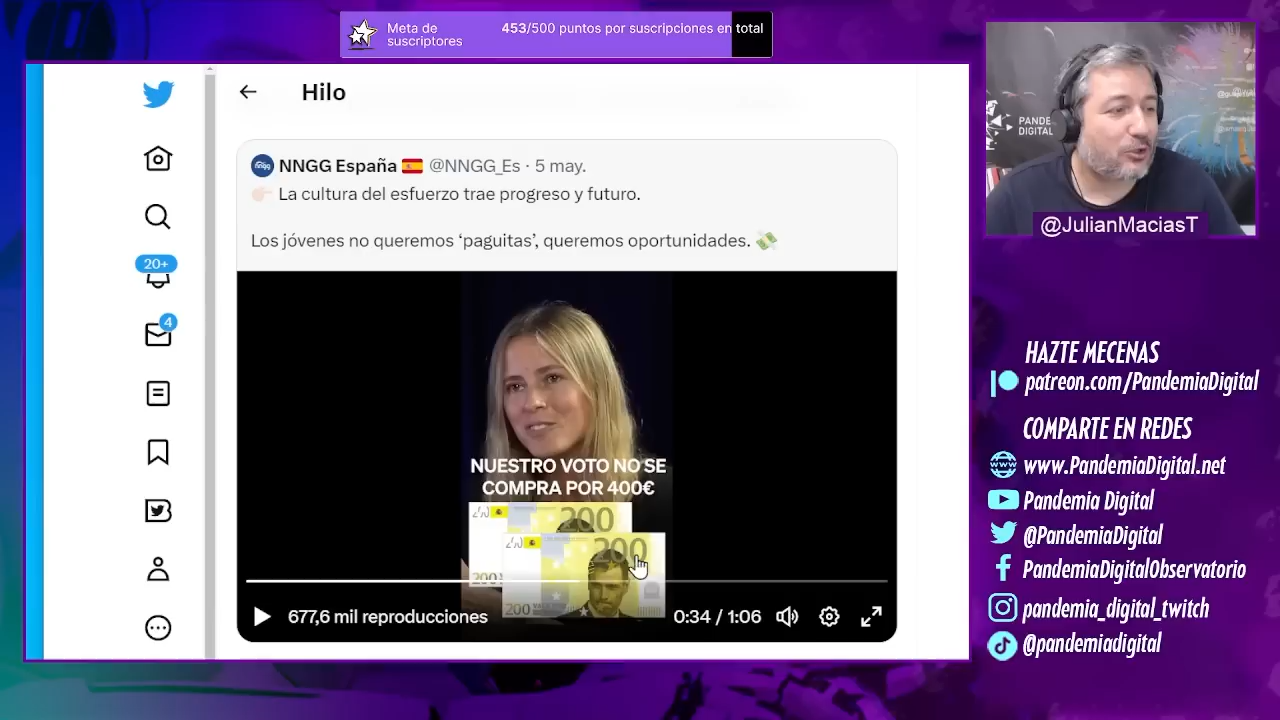 Meta de
suscriptores
453/500 puntos por suscripciones en total
Hilo
NNGG España @NNGG_Es · 5 may.
La cultura del esfuerzo trae progreso y futuro.
Los jóvenes no queremos ‘paguitas’, queremos oportunidades.
20+
4
NUESTRO VOTO NO SE
COMPRA POR 400€
200
200
200
200
677,6 mil reproducciones
0:34 / 1:06
PANDE
DIGITAL
@JulianMaciasT
HAZTE MECENAS
patreon.com/PandemiaDigital
COMPARTE EN REDES
www.PandemiaDigital.net
Pandemia Digital
@PandemiaDigital
PandemiaDigitalObservatorio
pandemia_digital_twitch
@pandemiadigital